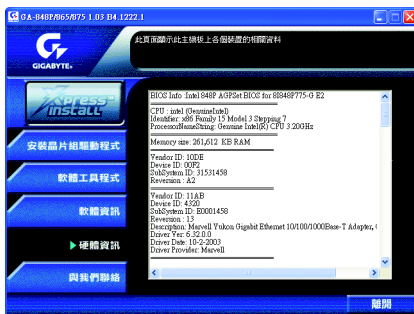 GA-848P/865/875 1.03 B4.1222.1
GIGABYTE
此頁面顯示此主機板上各個裝置的相關資料
Xpress™
Install
安裝晶片組驅動程式
軟體工具程式
軟體資訊
硬體資訊
與我們聯絡
BIOS Info :Intel 848P AGPSet BIOS for 8I848P775-G E2
CPU : intel (GenuineIntel)
Identifier: x86 Family 15 Model 3 Stepping 7
ProcessorNameString: Genuine Intel(R) CPU 3.20GHz
Memory size: 261,612 KB RAM
Vendor ID: 10DE
Device ID: 00F2
SubSystem ID: 31531458
Reversion : A2
Vendor ID: 11AB
Device ID: 4320
SubSystem ID: E0001458
Reversion : 13
Description: Marvell Yukon Gigabit Ethernet 10/100/1000Base-T Adapter, (
Driver Ver: 6.32.0.0
Driver Date: 10-2-2003
Driver Provider: Marvell
離開